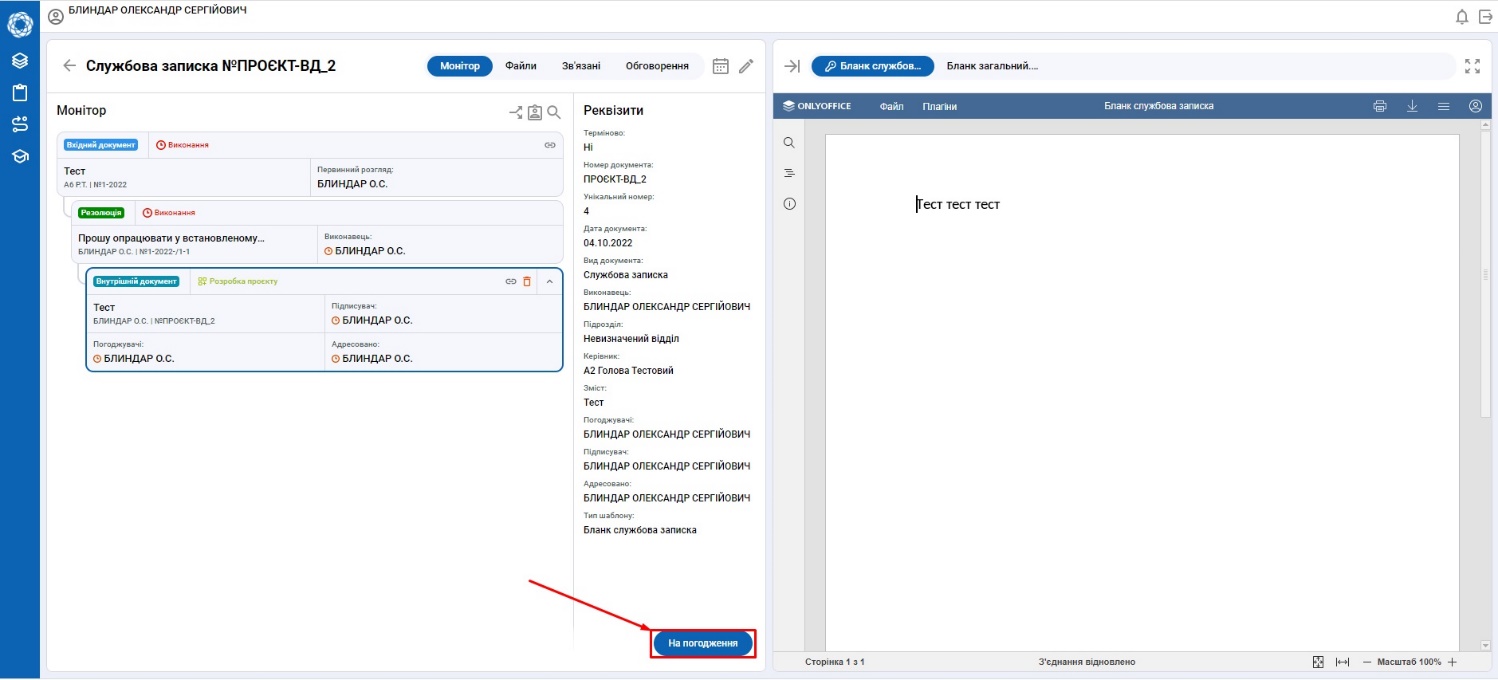 БЛИНДАР ОЛЕКСАНДР СЕРГІЙОВИЧ
Службова записка №ПРОЄКТ-ВД_2
Монітор Файли Зв'язані Обговорення
Монітор
Вхідний документ Виконання
Тест
А6 Р.Т. | №1-2022
Первинний розгляд:
БЛИНДАР О.С.
Резолюція Виконання
Прошу опрацювати у встановленому...
БЛИНДАР О.С. | №1-2022-/1-1
Виконавець:
БЛИНДАР О.С.
Внутрішній документ Розробка проєкту
Тест
БЛИНДАР О.С. | №ПРОЄКТ-ВД_2
Підписувач:
БЛИНДАР О.С.
Погоджувачі:
БЛИНДАР О.С.
Адресовано:
БЛИНДАР О.С.
Реквізити
Терміново:
Ні
Номер документа:
ПРОЄКТ-ВД_2
Унікальний номер:
4
Дата документа:
04.10.2022
Вид документа:
Службова записка
Виконавець:
БЛИНДАР ОЛЕКСАНДР СЕРГІЙОВИЧ
Підрозділ:
Невизначений відділ
Керівник:
А2 Голова Тестовий
Зміст:
Тест
Погоджувачі:
БЛИНДАР ОЛЕКСАНДР СЕРГІЙОВИЧ
Підписувач:
БЛИНДАР ОЛЕКСАНДР СЕРГІЙОВИЧ
Адресовано:
БЛИНДАР ОЛЕКСАНДР СЕРГІЙОВИЧ
Тип шаблону:
Бланк службова записка
На погодження
Бланк службов... Бланк загальний....
ONLYOFFICE Файл Плагіни Бланк службова записка
Тест тест тест
Сторінка 1 з 1 З'єднання відновлено Масштаб 100%